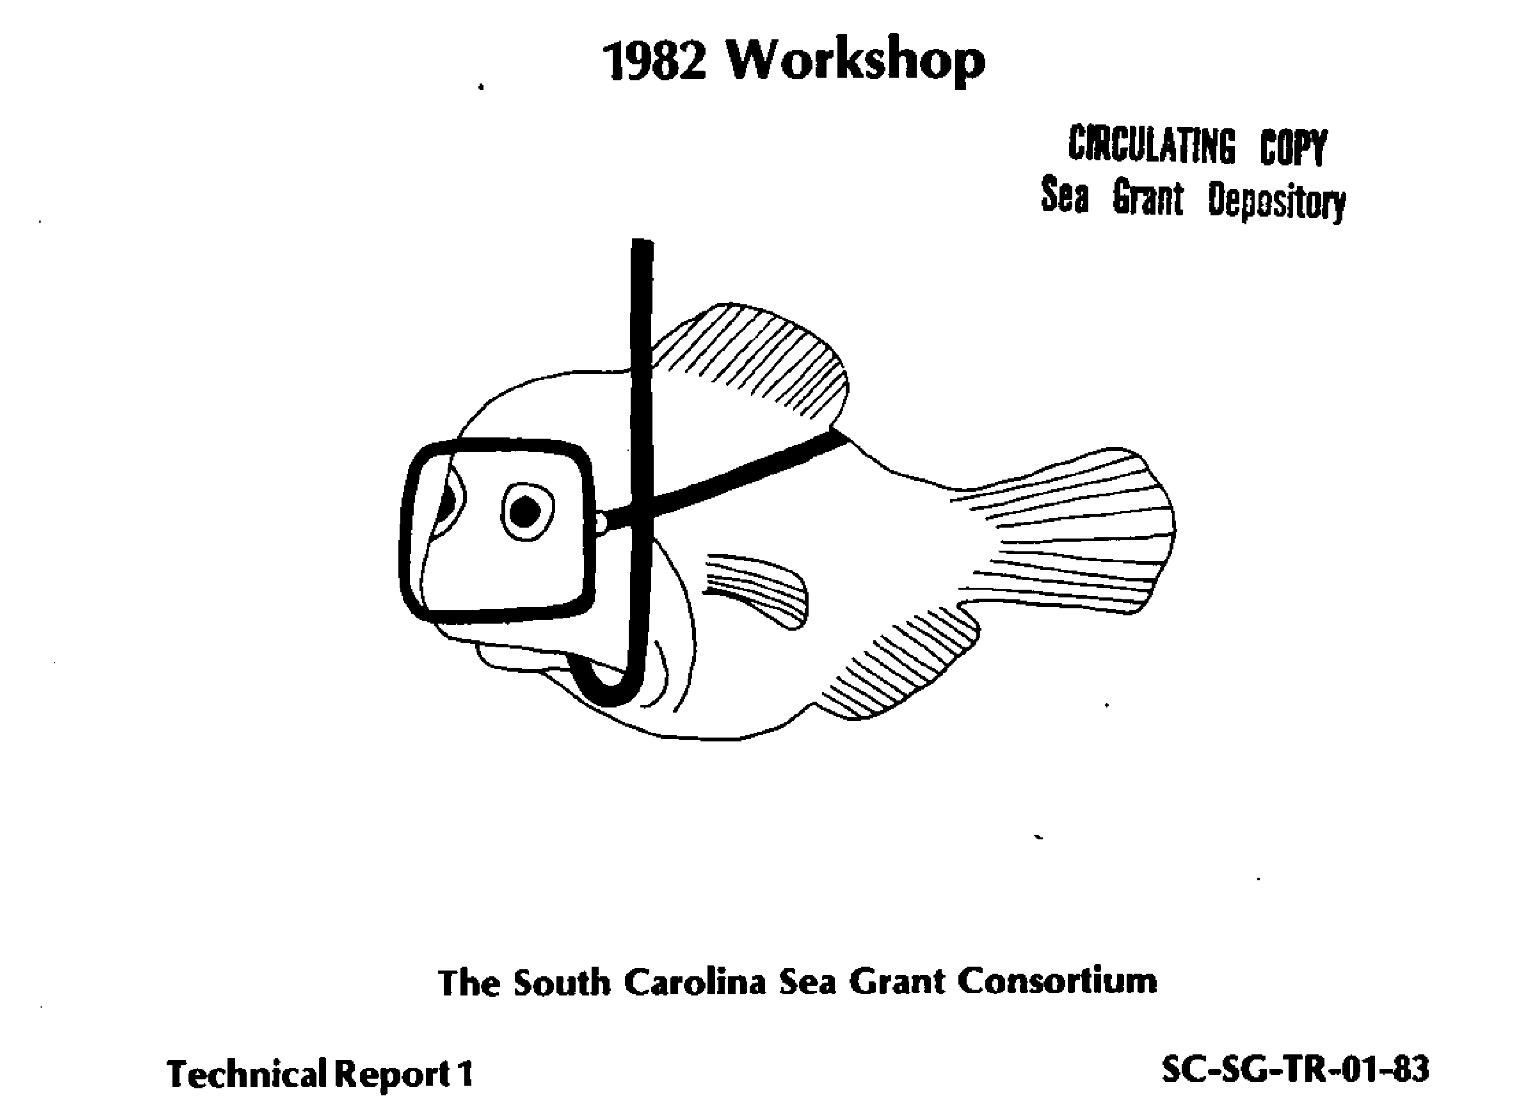 1982 Workshop
CIRCULATING COPY
Sea Grant Depository
The South Carolina Sea Grant Consortium
Technical Report 1
SC-SG-TR-01-83